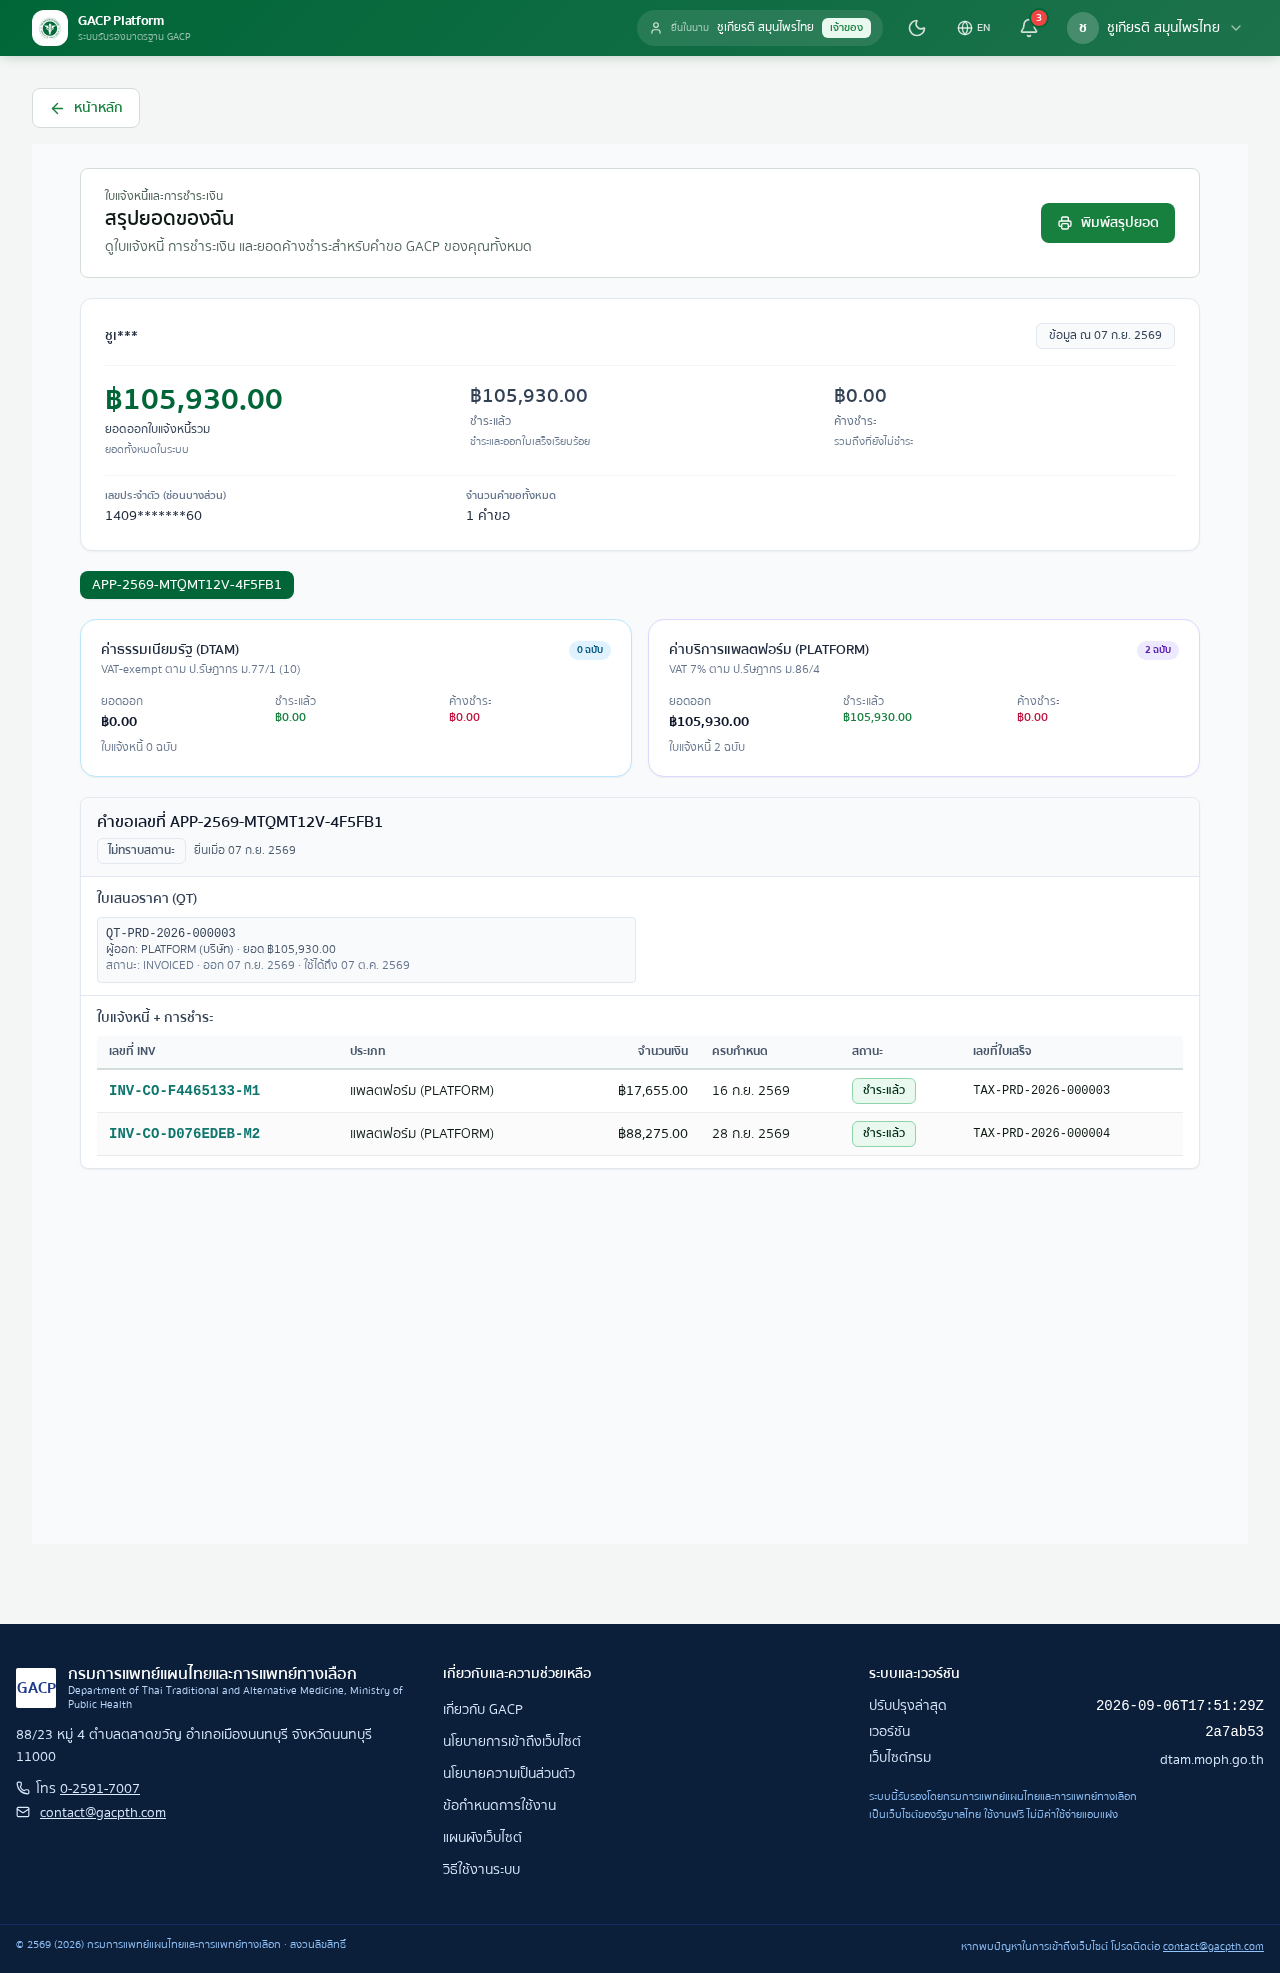 GACP Platform
ระบบรับรองมาตรฐาน GACP
ยื่นในนาม ชูเกียรติ สมุนไพรไทย เจ้าของ
EN
3
ช ชูเกียรติ สมุนไพรไทย
หน้าหลัก
ใบแจ้งหนี้และการชำระเงิน
สรุปยอดของฉัน
ดูใบแจ้งหนี้ การชำระเงิน และยอดค้างชำระสำหรับคำขอ GACP ของคุณทั้งหมด
พิมพ์สรุปยอด
ชูเ***
ข้อมูล ณ 07 ก.ย. 2569
฿105,930.00
ยอดออกใบแจ้งหนี้รวม
ยอดทั้งหมดในระบบ
฿105,930.00
ชำระแล้ว
ชำระและออกใบเสร็จเรียบร้อย
฿0.00
ค้างชำระ
รวมถึงที่ยังไม่ชำระ
เลขประจำตัว (ซ่อนบางส่วน)
1409*******60
จำนวนคำขอทั้งหมด
1 คำขอ
APP-2569-MTQMT12V-4F5FB1
ค่าธรรมเนียมรัฐ (DTAM)
0 ฉบับ
VAT-exempt ตาม ป.รัษฎากร ม.77/1 (10)
ยอดออก ชำระแล้ว ค้างชำระ
฿0.00 ฿0.00 ฿0.00
ใบแจ้งหนี้ 0 ฉบับ
ค่าบริการแพลตฟอร์ม (PLATFORM)
2 ฉบับ
VAT 7% ตาม ป.รัษฎากร ม.86/4
ยอดออก ชำระแล้ว ค้างชำระ
฿105,930.00 ฿105,930.00 ฿0.00
ใบแจ้งหนี้ 2 ฉบับ
คำขอเลขที่ APP-2569-MTQMT12V-4F5FB1
ไม่ทราบสถานะ ยื่นเมื่อ 07 ก.ย. 2569
ใบเสนอราคา (QT)
QT-PRD-2026-000003
ผู้ออก: PLATFORM (บริษัท) · ยอด ฿105,930.00
สถานะ: INVOICED · ออก 07 ก.ย. 2569 · ใช้ได้ถึง 07 ต.ค. 2569
ใบแจ้งหนี้ + การชำระ
เลขที่ INV ประเภท จำนวนเงิน ครบกำหนด สถานะ เลขที่ใบเสร็จ
INV-CO-F4465133-M1 แพลตฟอร์ม (PLATFORM) ฿17,655.00 16 ก.ย. 2569 ชำระแล้ว TAX-PRD-2026-000003
INV-CO-D076EDEB-M2 แพลตฟอร์ม (PLATFORM) ฿88,275.00 28 ก.ย. 2569 ชำระแล้ว TAX-PRD-2026-000004
GACP
กรมการแพทย์แผนไทยและการแพทย์ทางเลือก
Department of Thai Traditional and Alternative Medicine, Ministry of
Public Health
88/23 หมู่ 4 ตำบลตลาดขวัญ อำเภอเมืองนนทบุรี จังหวัดนนทบุรี
11000
โทร 0-2591-7007
contact@gacpth.com
เกี่ยวกับและความช่วยเหลือ
เกี่ยวกับ GACP
นโยบายการเข้าถึงเว็บไซต์
นโยบายความเป็นส่วนตัว
ข้อกำหนดการใช้งาน
แผนผังเว็บไซต์
วิธีใช้งานระบบ
ระบบและเวอร์ชัน
ปรับปรุงล่าสุด 2026-09-06T17:51:29Z
เวอร์ชัน 2a7ab53
เว็บไซต์กรม dtam.moph.go.th
ระบบนี้รับรองโดยกรมการแพทย์แผนไทยและการแพทย์ทางเลือก
เป็นเว็บไซต์ของรัฐบาลไทย ใช้งานฟรี ไม่มีค่าใช้จ่ายแอบแฝง
© 2569 (2026) กรมการแพทย์แผนไทยและการแพทย์ทางเลือก · สงวนลิขสิทธิ์
หากพบปัญหาในการเข้าถึงเว็บไซต์ โปรดติดต่อ contact@gacpth.com